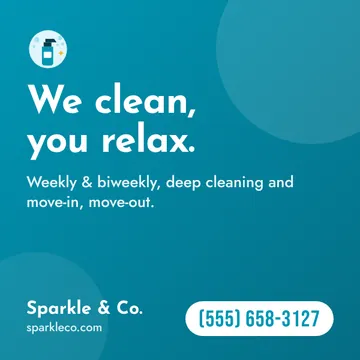 We clean,
you relax.
Weekly & biweekly, deep cleaning and
move-in, move-out.
Sparkle & Co.
sparkleco.com
(555) 658-3127